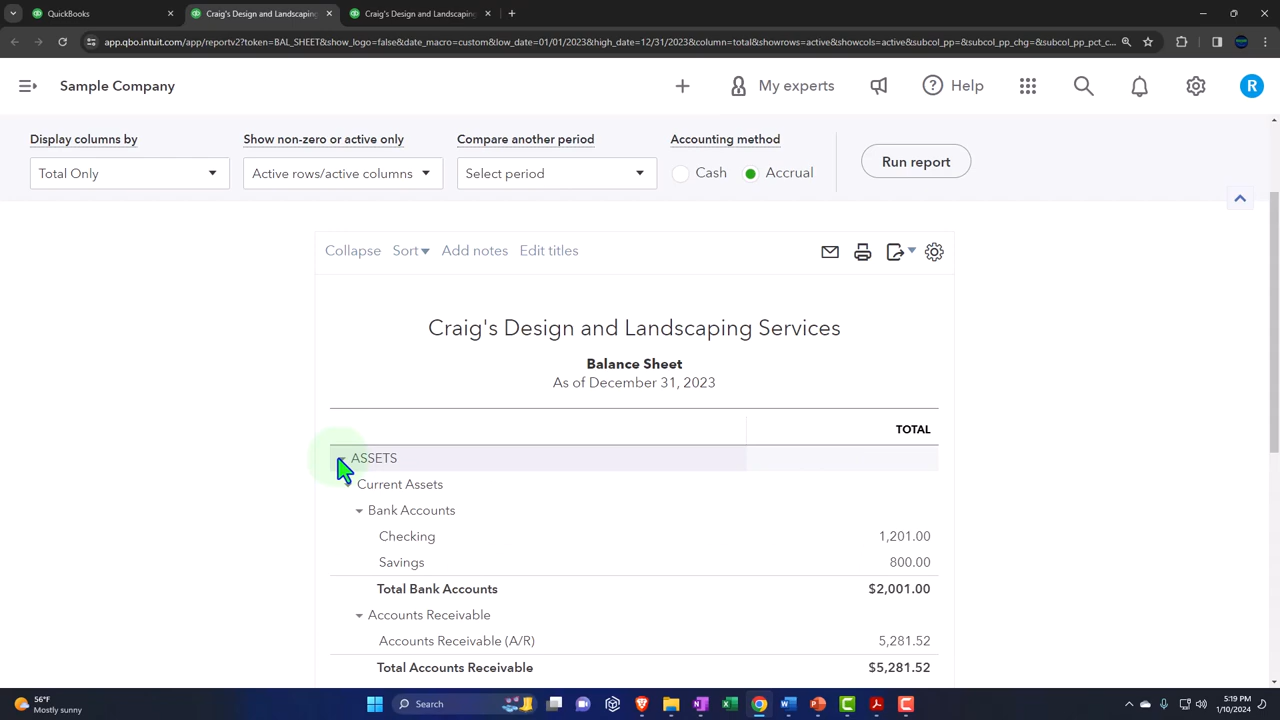 QuickBooks
Craig's Design and Landscaping
Craig's Design and Landscaping
app.qbo.intuit.com/app/reportv2?token=BAL_SHEET&show_logo=false&date_macro=custom&low_date=01/01/2023&high_date=12/31/2023&column=total&showrows=active&showcols=active&subcol_pp=&subcol_pp_chg=&subcol_pp_pct_c...
Sample Company
My experts
Help
R
Display columns by
Show non-zero or active only
Compare another period
Accounting method
Total Only
Active rows/active columns
Select period
Cash
Accrual
Run report
Collapse
Sort
Add notes
Edit titles
Craig's Design and Landscaping Services
Balance Sheet
As of December 31, 2023
TOTAL
ASSETS
Current Assets
Bank Accounts
Checking 1,201.00
Savings 800.00
Total Bank Accounts $2,001.00
Accounts Receivable
Accounts Receivable (A/R) 5,281.52
Total Accounts Receivable $5,281.52
56°F
Mostly sunny
Search
5:19 PM
1/10/2024